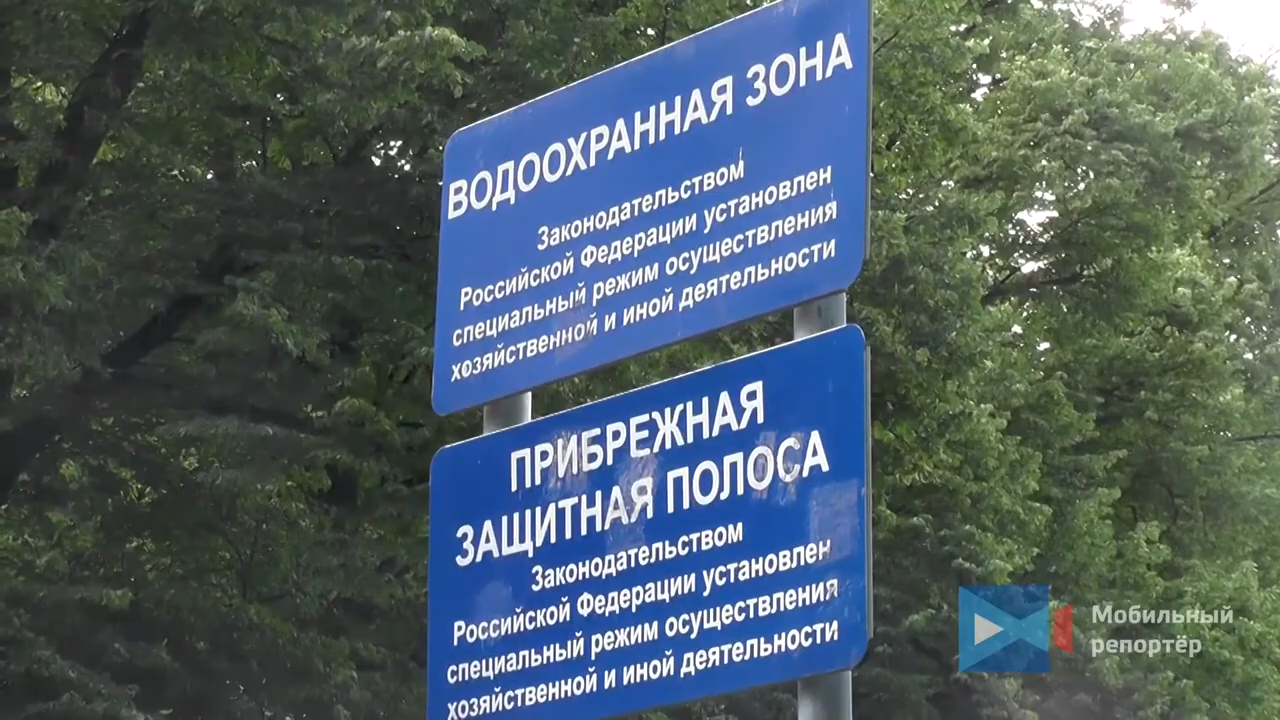 ВОДООХРАННАЯ ЗОНА
Законодательством
Российской Федерации установлен
специальный режим осуществления
хозяйственной и иной деятельности
ПРИБРЕЖНАЯ
ЗАЩИТНАЯ ПОЛОСА
Законодательством
Российской Федерации установлен
специальный режим осуществления
хозяйственной и иной деятельности
Мобильный
репортёр